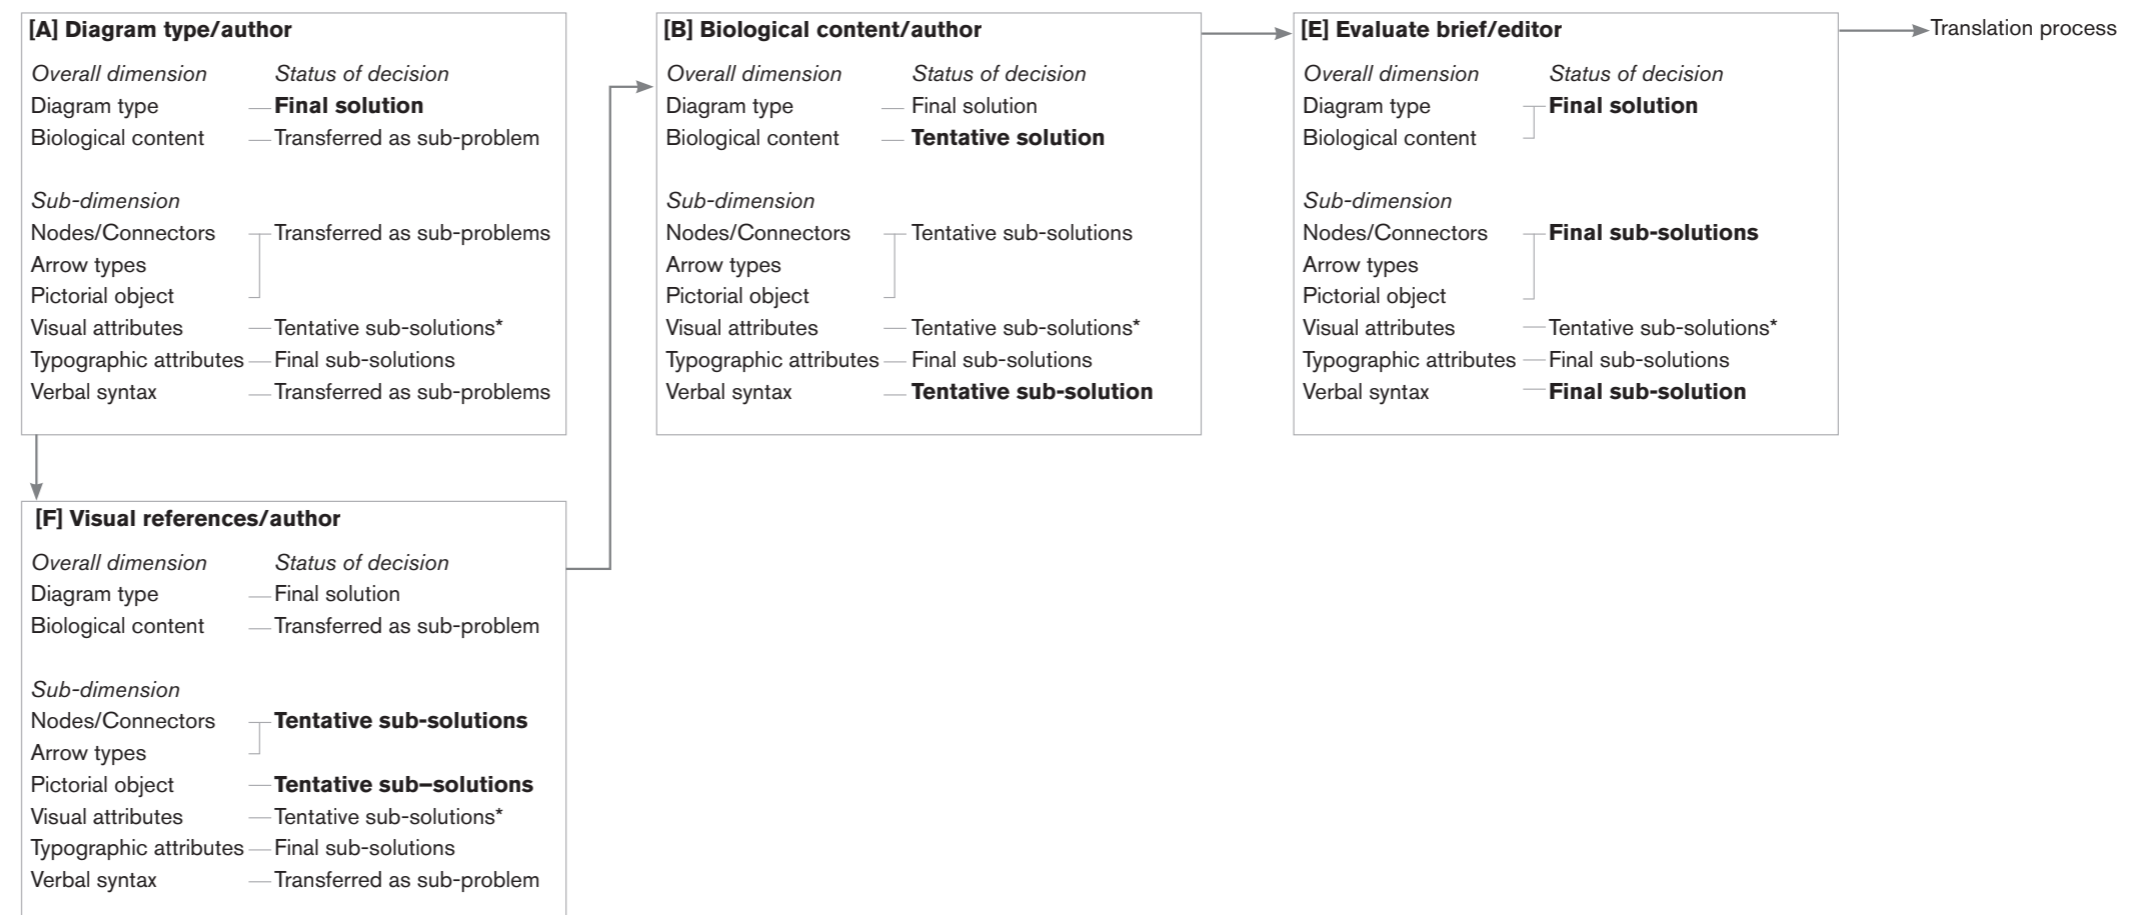 [A] Diagram type/author
Overall dimension Status of decision
Diagram type Final solution
Biological content Transferred as sub-problem
Sub-dimension
Nodes/Connectors Transferred as sub-problems
Arrow types
Pictorial object
Visual attributes Tentative sub-solutions*
Typographic attributes Final sub-solutions
Verbal syntax Transferred as sub-problems
[F] Visual references/author
Overall dimension Status of decision
Diagram type Final solution
Biological content Transferred as sub-problem
Sub-dimension
Nodes/Connectors Tentative sub-solutions
Arrow types
Pictorial object Tentative sub–solutions
Visual attributes Tentative sub-solutions*
Typographic attributes Final sub-solutions
Verbal syntax Transferred as sub-problem
[B] Biological content/author
Overall dimension Status of decision
Diagram type Final solution
Biological content Tentative solution
Sub-dimension
Nodes/Connectors Tentative sub-solutions
Arrow types
Pictorial object
Visual attributes Tentative sub-solutions*
Typographic attributes Final sub-solutions
Verbal syntax Tentative sub-solution
[E] Evaluate brief/editor
Overall dimension Status of decision
Diagram type Final solution
Biological content
Sub-dimension
Nodes/Connectors Final sub-solutions
Arrow types
Pictorial object
Visual attributes Tentative sub-solutions*
Typographic attributes Final sub-solutions
Verbal syntax Final sub-solution
Translation process